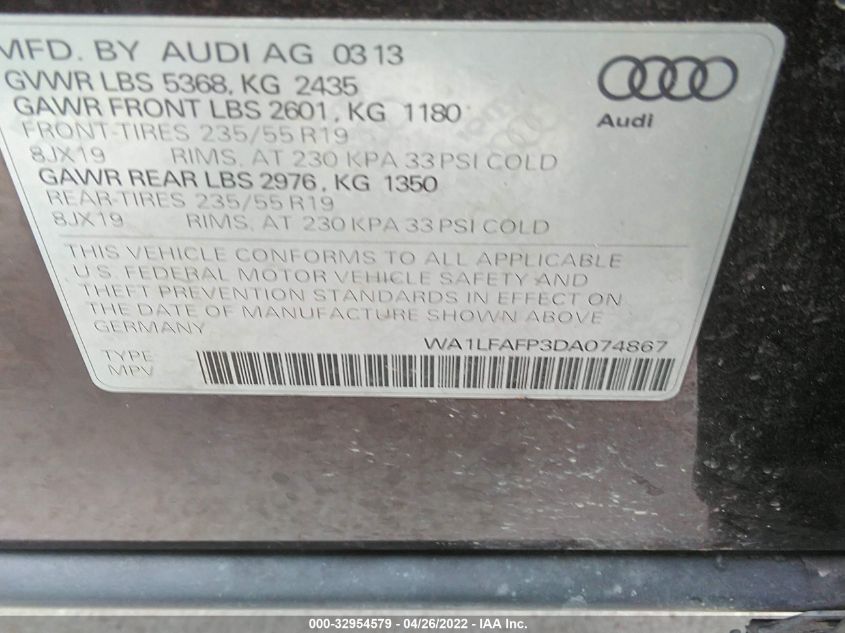 MFD. BY AUDI AG 03 13
GVWR LBS 5368, KG 2435
GAWR FRONT LBS 2601, KG 1180
FRONT-TIRES 235/55 R19
8JX19 RIMS, AT 230 KPA 33 PSI COLD
GAWR REAR LBS 2976, KG 1350
REAR-TIRES 235/55 R19
8JX19 RIMS, AT 230 KPA 33 PSI COLD
Audi
THIS VEHICLE CONFORMS TO ALL APPLICABLE
U.S. FEDERAL MOTOR VEHICLE SAFETY AND
THEFT PREVENTION STANDARDS IN EFFECT ON
THE DATE OF MANUFACTURE SHOWN ABOVE
GERMANY
WA1LFAFP3DA074867
TYPE
MPV
000-32954579 - 04/26/2022 - IAA Inc.